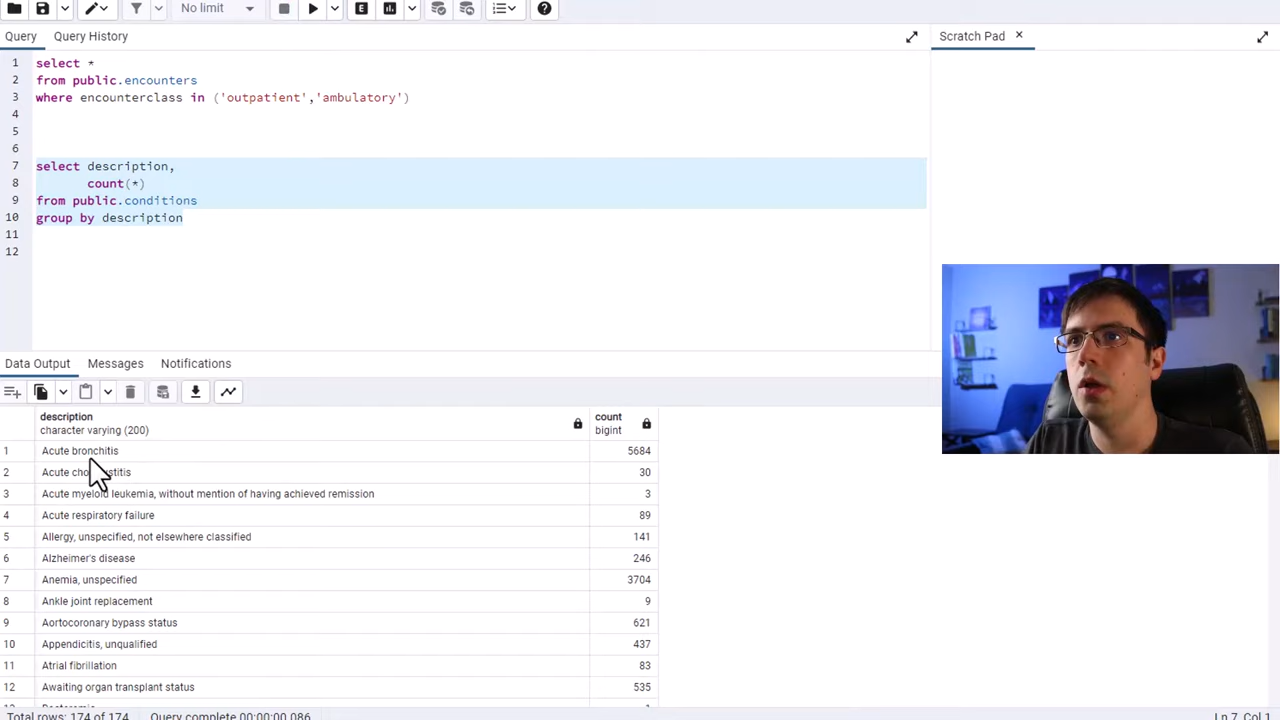 No limit
E
Query
Query History
Scratch Pad
1 select *
2 from public.encounters
3 where encounterclass in ('outpatient','ambulatory')
4
5
6
7 select description,
8 count(*)
9 from public.conditions
10 group by description
11
12
Data Output
Messages
Notifications
description
character varying (200)
count
bigint
1 Acute bronchitis 5684
2 Acute 30
3 Acute myeloid leukemia, without mention of having achieved remission 3
4 Acute respiratory failure 89
5 Allergy, unspecified, not elsewhere classified 141
6 Alzheimer's disease 246
7 Anemia, unspecified 3704
8 Ankle joint replacement 9
9 Aortocoronary bypass status 621
10 Appendicitis, unqualified 437
11 Atrial fibrillation 83
12 Awaiting organ transplant status 535
Total rows: 174 of 174
Query complete 00:00:00.086
Ln 7, Col 1